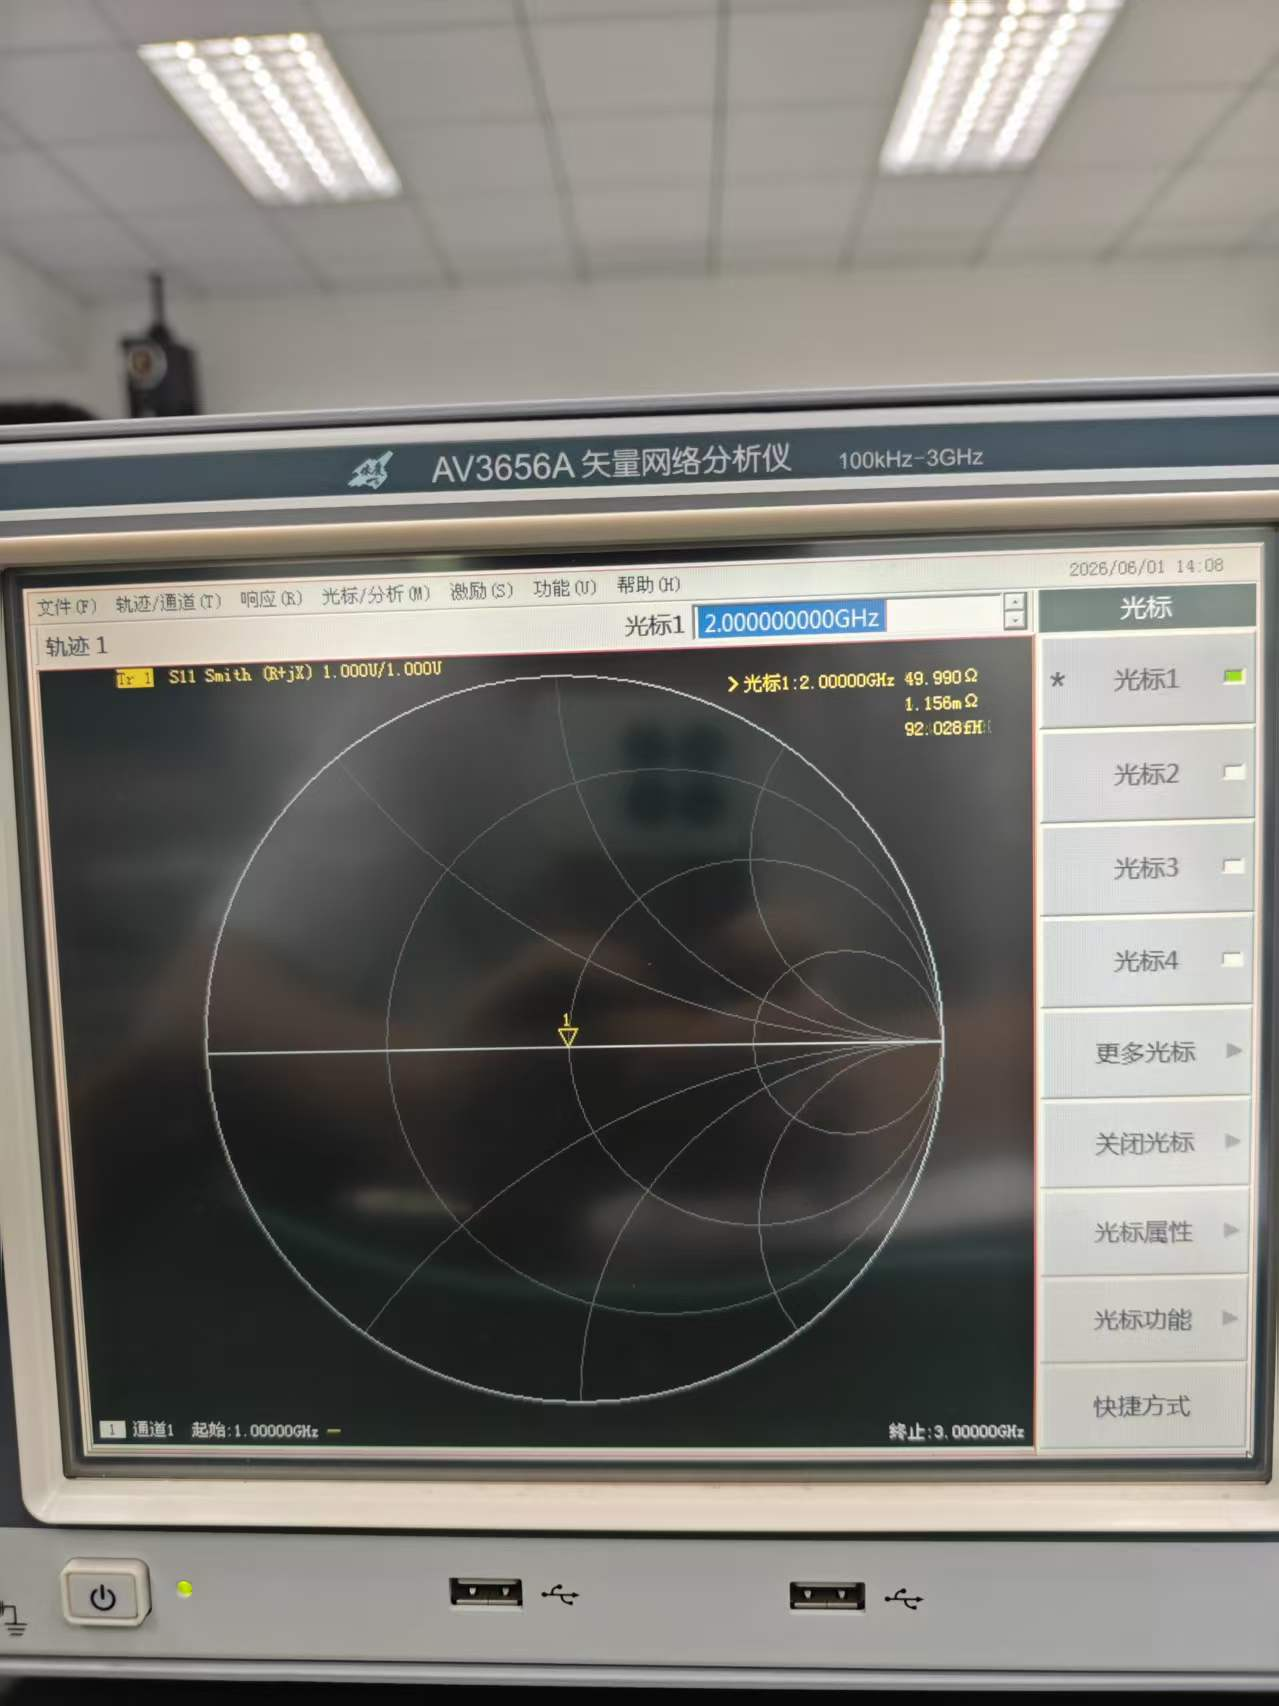 AV3656A 矢量网络分析仪 100kHz-3GHz
2026/06/01 14:08
文件(F) 轨迹/通道(T) 响应(R) 光标/分析(M) 激励(S) 功能(U) 帮助(H)
轨迹 1
光标1 2.000000000GHz
光标
Tr 1 S11 Smith (R+jX) 1.000U/1.000U
>光标1:2.00000GHz 49.990Ω
1.156mΩ
92.028fH
1
* 光标1
光标2
光标3
光标4
更多光标
关闭光标
光标属性
光标功能
快捷方式
1 通道1 起始:1.00000GHz
终止:3.00000GHz